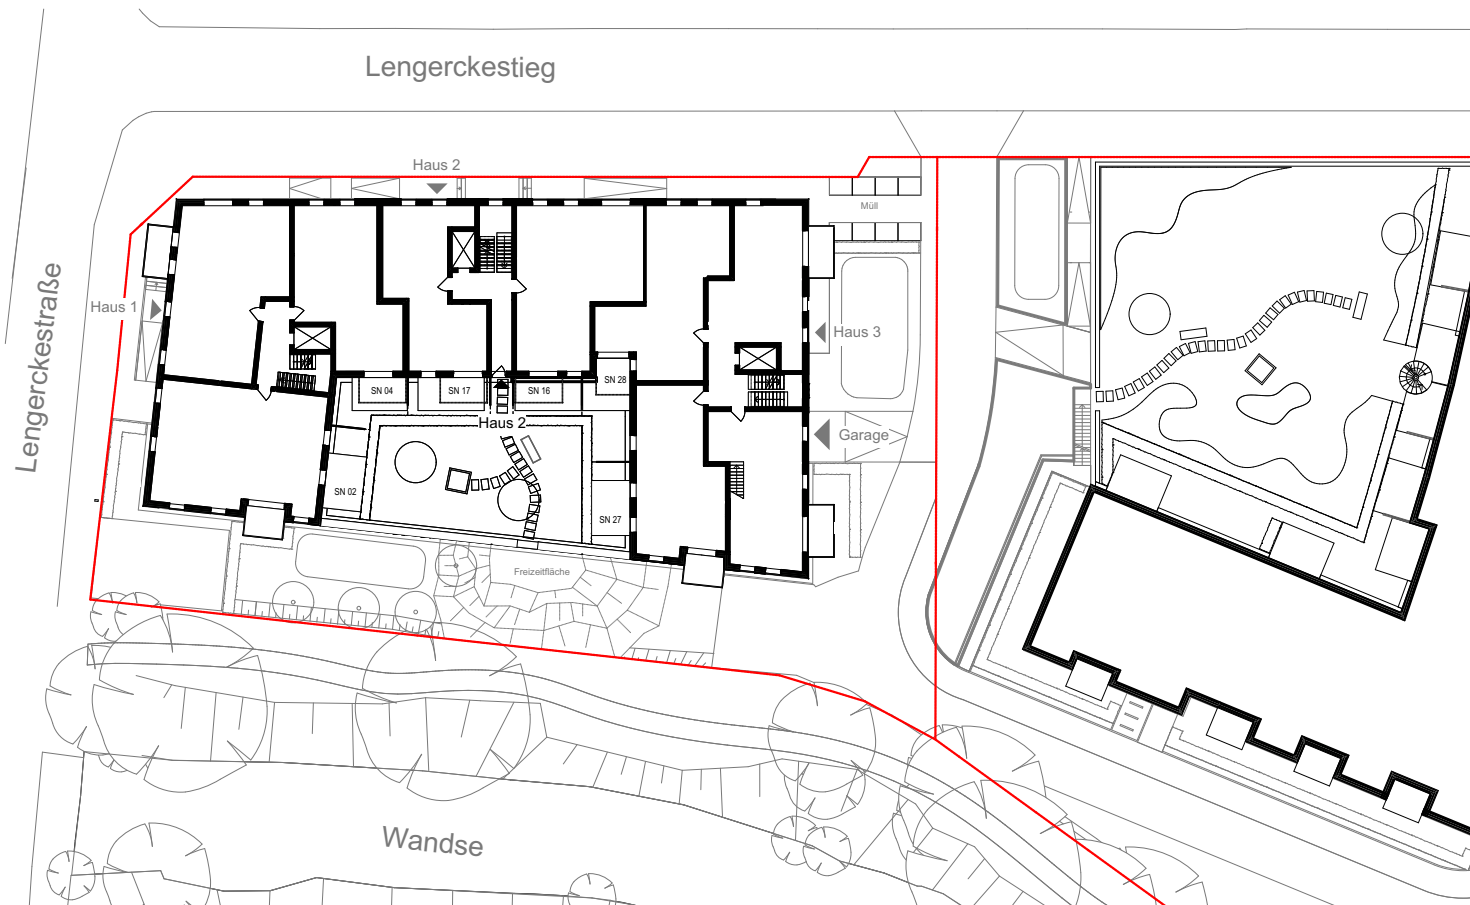 Lengerckestieg
Haus 2
Müll
Lengerckestraße
Haus 1
Haus 3
SN 04
SN 17
SN 16
SN 28
Haus 2
Garage
SN 02
SN 27
Freizeitfläche
Wandse